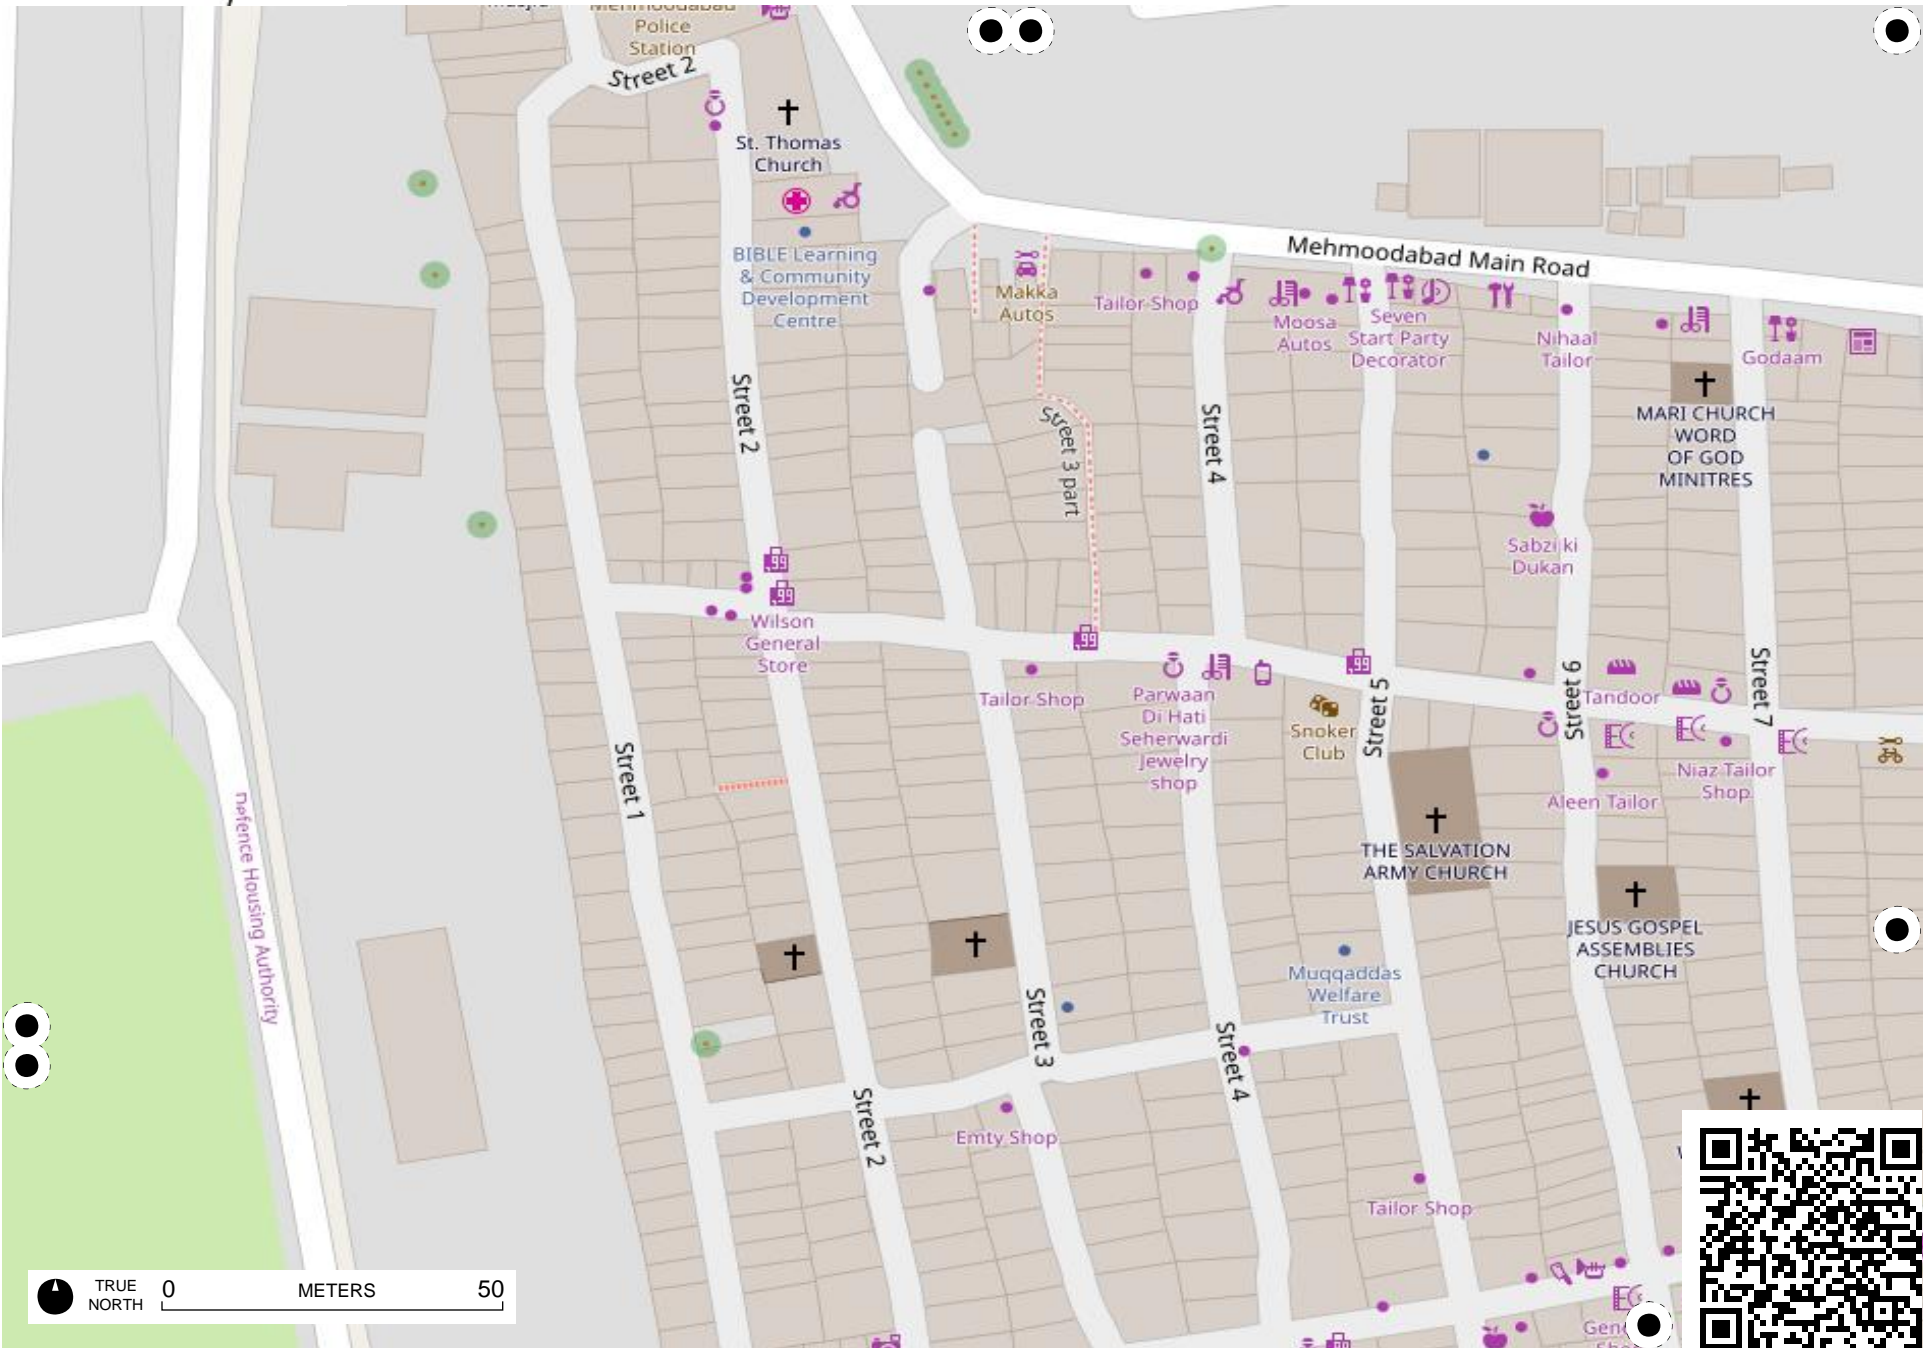 Mehmoodabad
Police
Station
Street 2
St. Thomas
Church
BIBLE Learning
& Community
Development
Centre
Makka
Autos
Tailor Shop
Mehmoodabad Main Road
Moosa
Autos
Seven
Start Party
Decorator
Nihaal
Tailor
Godaam
MARI CHURCH
WORD
OF GOD
MINITRES
Street 2
Street 3 part
Street 4
Sabzi ki
Dukan
Wilson
General
Store
Tailor Shop
Parwaan
Di Hati
Seherwardi
Jewelry
shop
Snoker
Club
Street 5
Street 6
Tandoor
Street 7
Niaz Tailor
Shop
Aleen Tailor
Street 1
THE SALVATION
ARMY CHURCH
JESUS GOSPEL
ASSEMBLIES
CHURCH
Defence Housing Authority
Muqqaddas
Welfare
Trust
Street 3
Street 4
Street 2
Emty Shop
Tailor Shop
TRUE
NORTH
0 METERS 50